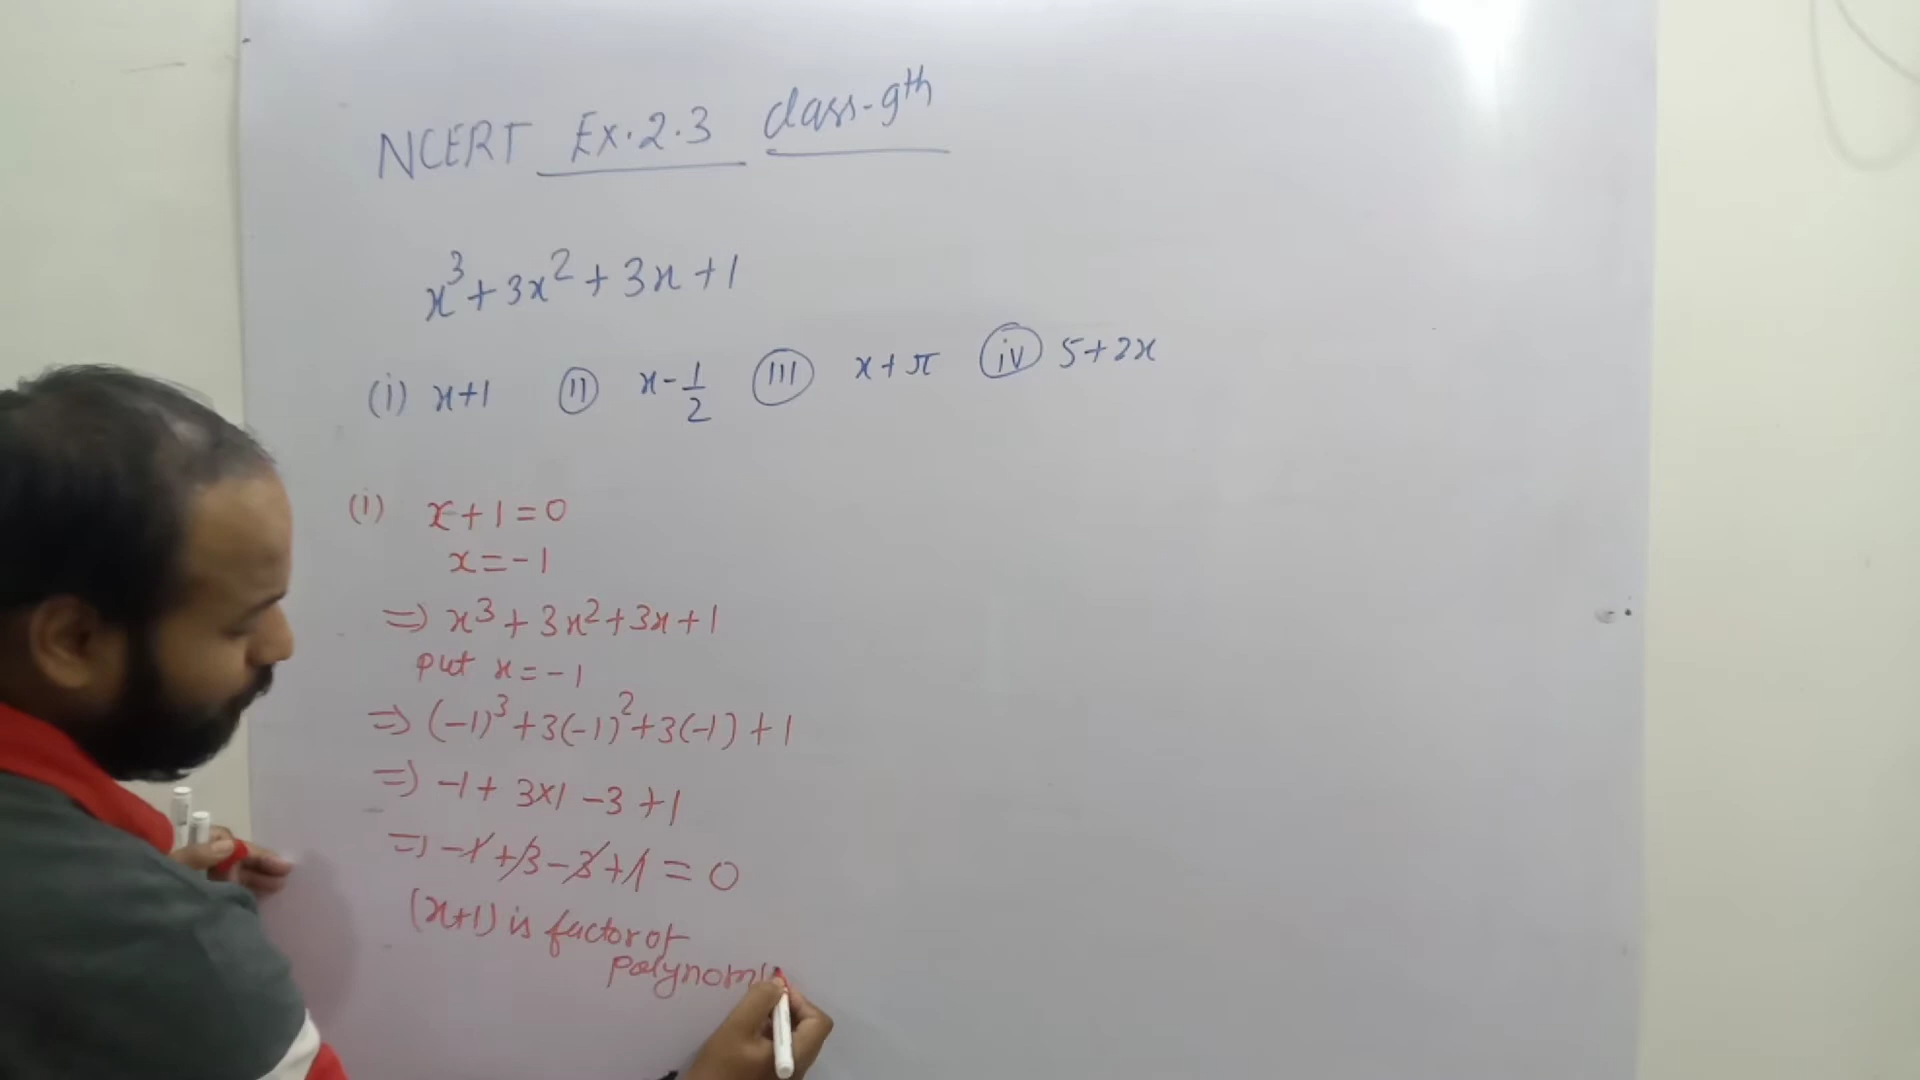 NCERT Ex.2.3 class-9th
x³+3x²+3x+1
(i) x+1 (ii) x-1/2 (iii) x+π (iv) 5+2x
(i) x+1=0
x=-1
=> x³+3x²+3x+1
put x=-1
=> (-1)³+3(-1)²+3(-1)+1
=> -1+3×1-3+1
=> -1+3-3+1=0
(x+1) is factor of
polynomi